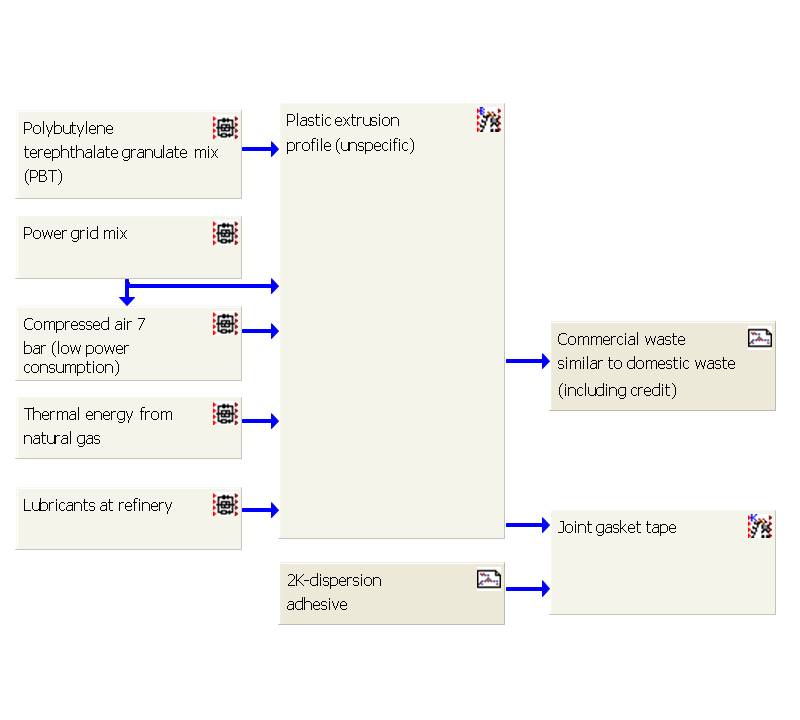 Polybutylene
terephthalate granulate mix
(PBT)
Plastic extrusion
profile (unspecific)
Power grid mix
Compressed air 7
bar (low power
consumption)
Commercial waste
similar to domestic waste
(including credit)
Thermal energy from
natural gas
Lubricants at refinery
Joint gasket tape
2K-dispersion
adhesive